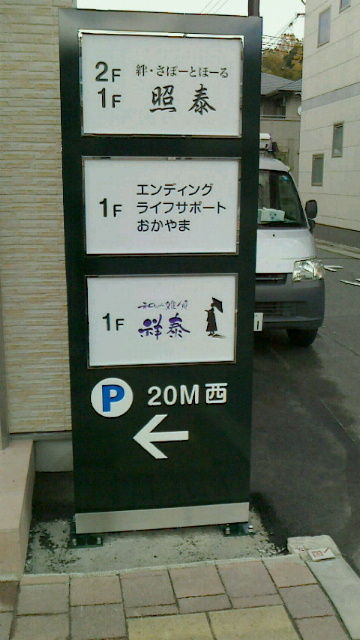 2F 絆・さぽーとほーる
1F 照泰
1F エンディング
ライフサポート
おかやま
1F 祥泰
P 20M 西